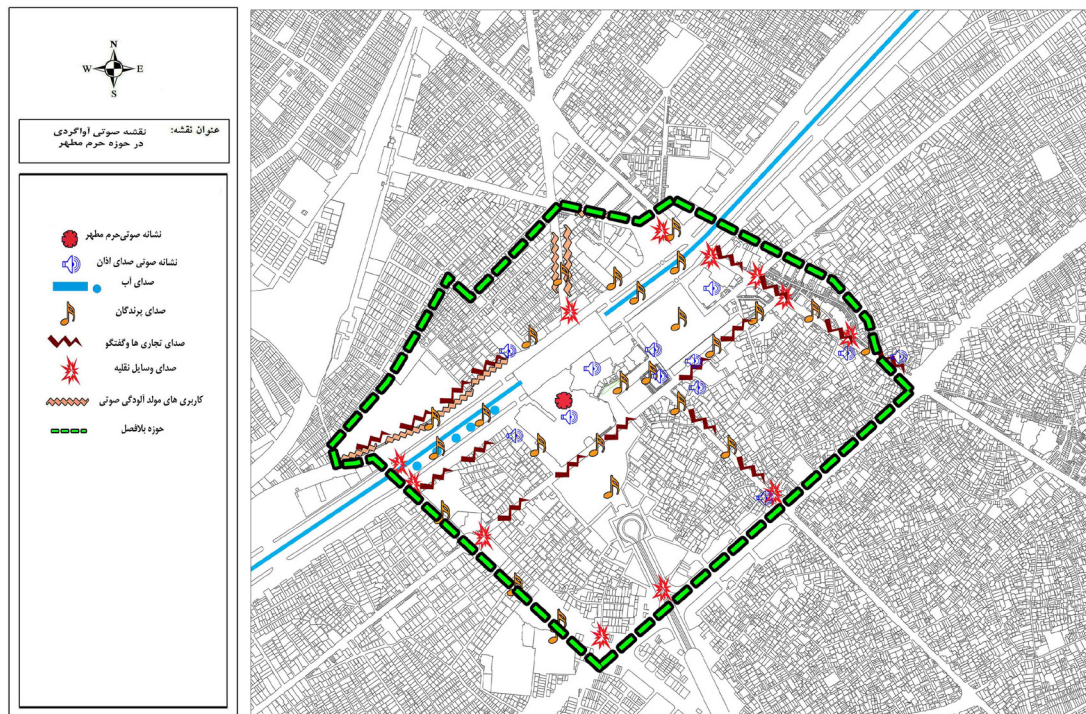 N
W E
S
عنوان نقشه: نقشه صوتی آواگردی
در حوزه حرم مطهر
نشانه صوتی حرم مطهر
نشانه صوتی صدای اذان
صدای آب
صدای پرندگان
صدای تجاری ها وگفتگو
صدای وسایل نقلیه
کاربری های مولد آلودگی صوتی
حوزه بلافصل